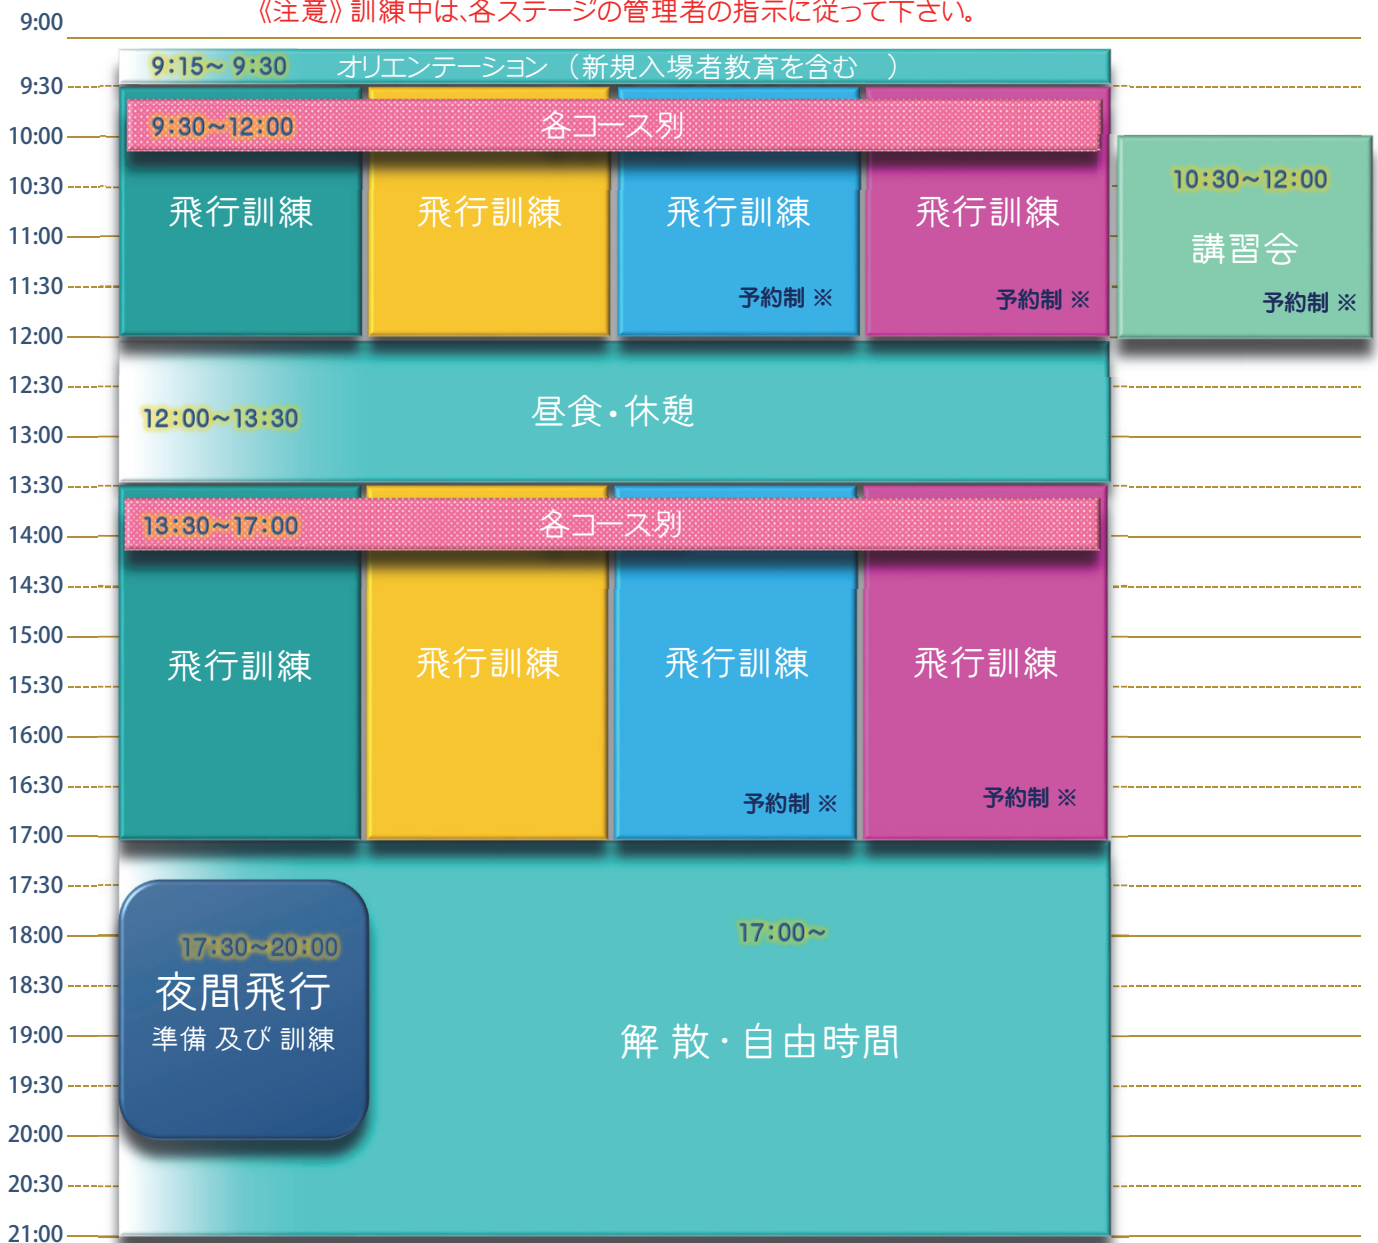 《注意》 訓練中は、各ステージの管理者の指示に従って下さい。
9:00
9:15～ 9:30 オリエンテーション （新規入場者教育を含む ）
9:30
9:30～12:00 各コース別
10:00
10:30
10:30～12:00
飛行訓練 飛行訓練 飛行訓練 飛行訓練
11:00
講習会
11:30
予約制 ※ 予約制 ※ 予約制 ※
12:00
12:30
12:00～13:30 昼食・休憩
13:00
13:30
13:30～17:00 各コース別
14:00
14:30
15:00
飛行訓練 飛行訓練 飛行訓練 飛行訓練
15:30
16:00
16:30
予約制 ※ 予約制 ※
17:00
17:30
18:00
17:30～20:00 17:00～
18:30
夜間飛行
19:00
準備 及び 訓練 解 散・自由時間
19:30
20:00
20:30
21:00